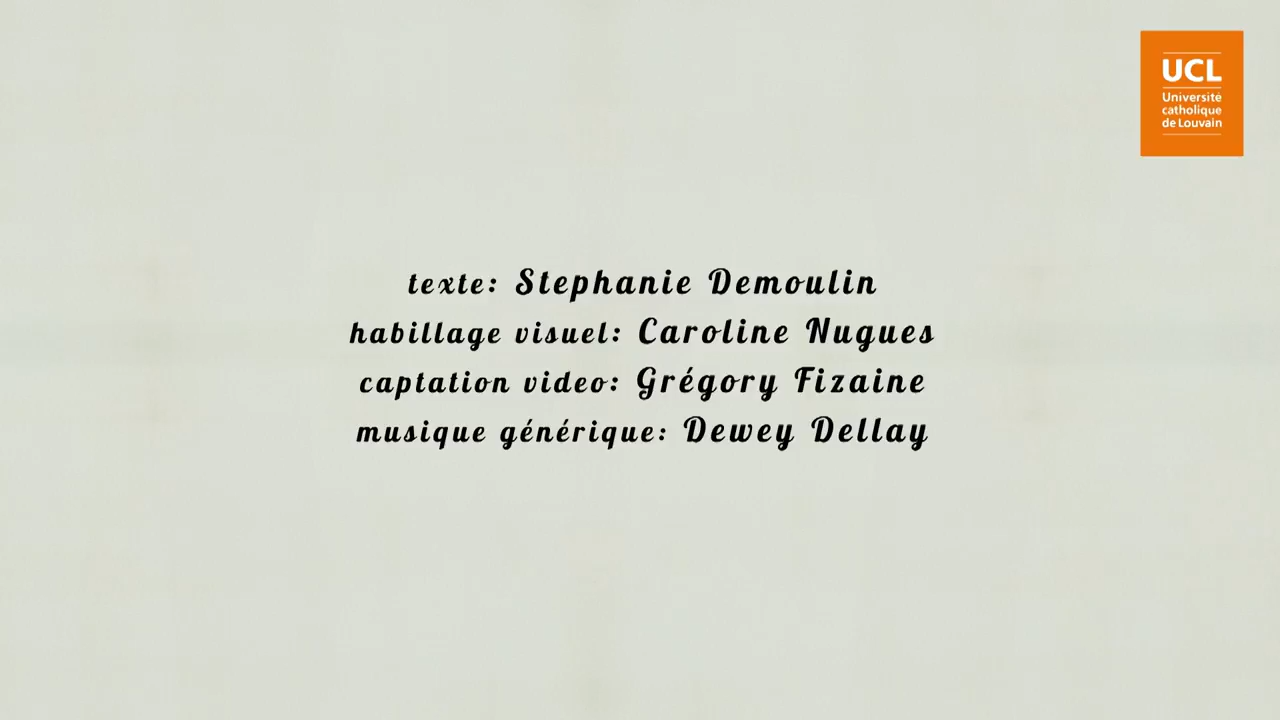 UCL
Université
catholique
de Louvain
texte: Stephanie Demoulin
habillage visuel: Caroline Nugues
captation video: Grégory Fizaine
musique générique: Dewey Dellay